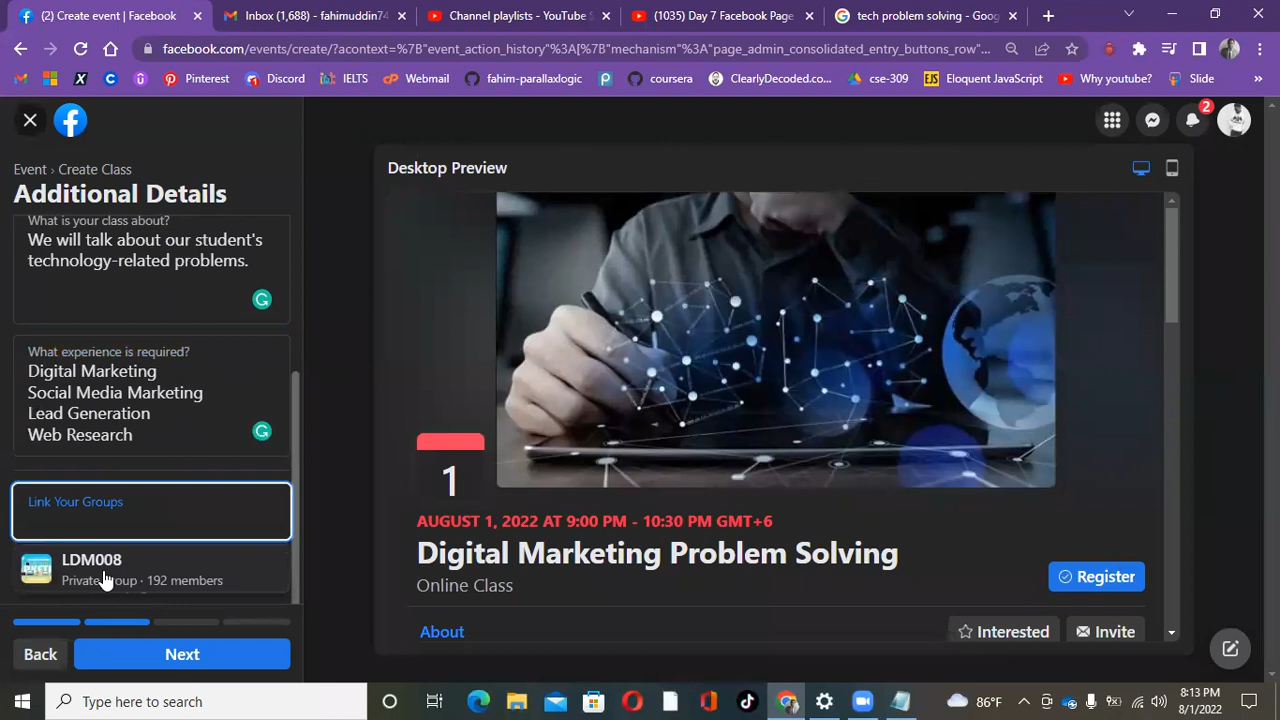 (2) Create event | Facebook
Inbox (1,688) - fahimuddin74
Channel playlists - YouTube S
(1035) Day 7 Facebook Page
tech problem solving - Goog
facebook.com/events/create/?acontext=%7B"event_action_history"%3A[%7B"mechanism"%3A"page_admin_consolidated_entry_buttons_row"...
Pinterest
Discord
IELTS
Webmail
fahim-parallaxlogic
coursera
ClearlyDecoded.co...
cse-309
EJS Eloquent JavaScript
Why youtube?
Slide
2
Event › Create Class
Additional Details
What is your class about?
We will talk about our student's
technology-related problems.
What experience is required?
Digital Marketing
Social Media Marketing
Lead Generation
Web Research
Link Your Groups
LDM008
Private group · 192 members
Back
Next
Desktop Preview
1
AUGUST 1, 2022 AT 9:00 PM - 10:30 PM GMT+6
Digital Marketing Problem Solving
Online Class
Register
About
Interested
Invite
Type here to search
86°F
8:13 PM
8/1/2022